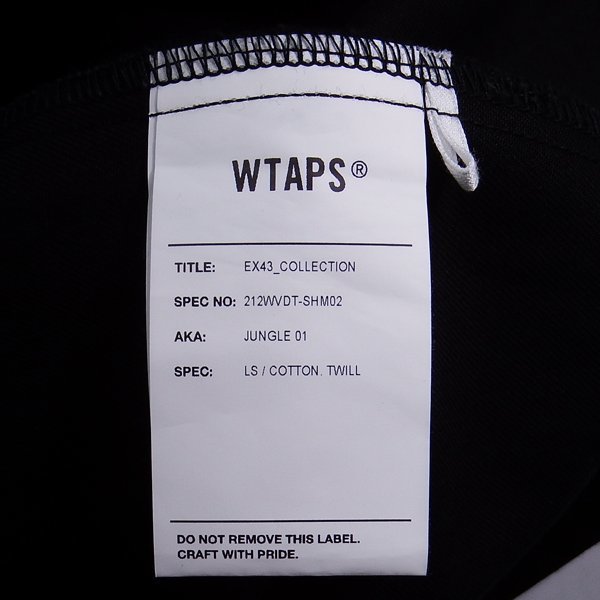 WTAPS®
TITLE: EX43_COLLECTION
SPEC NO: 212WVDT-SHM02
AKA: JUNGLE 01
SPEC: LS / COTTON. TWILL
DO NOT REMOVE THIS LABEL.
CRAFT WITH PRIDE.